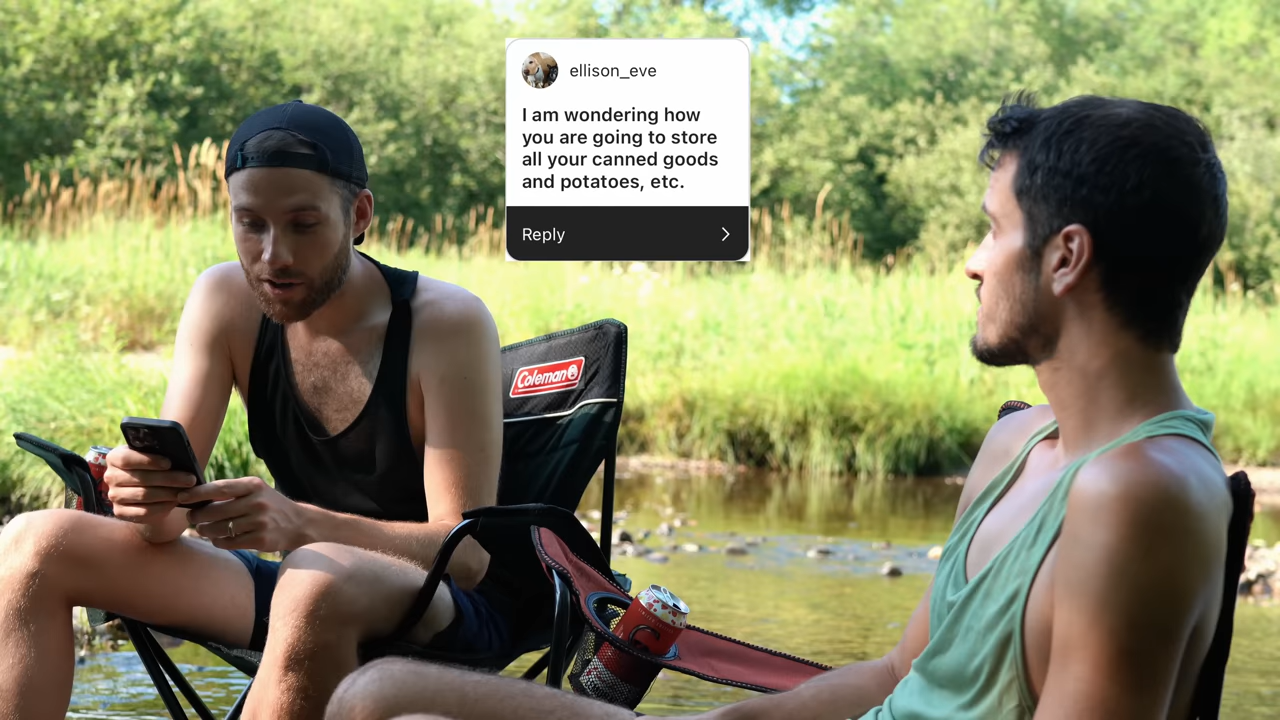 ellison_eve
I am wondering how
you are going to store
all your canned goods
and potatoes, etc.
Reply
Coleman